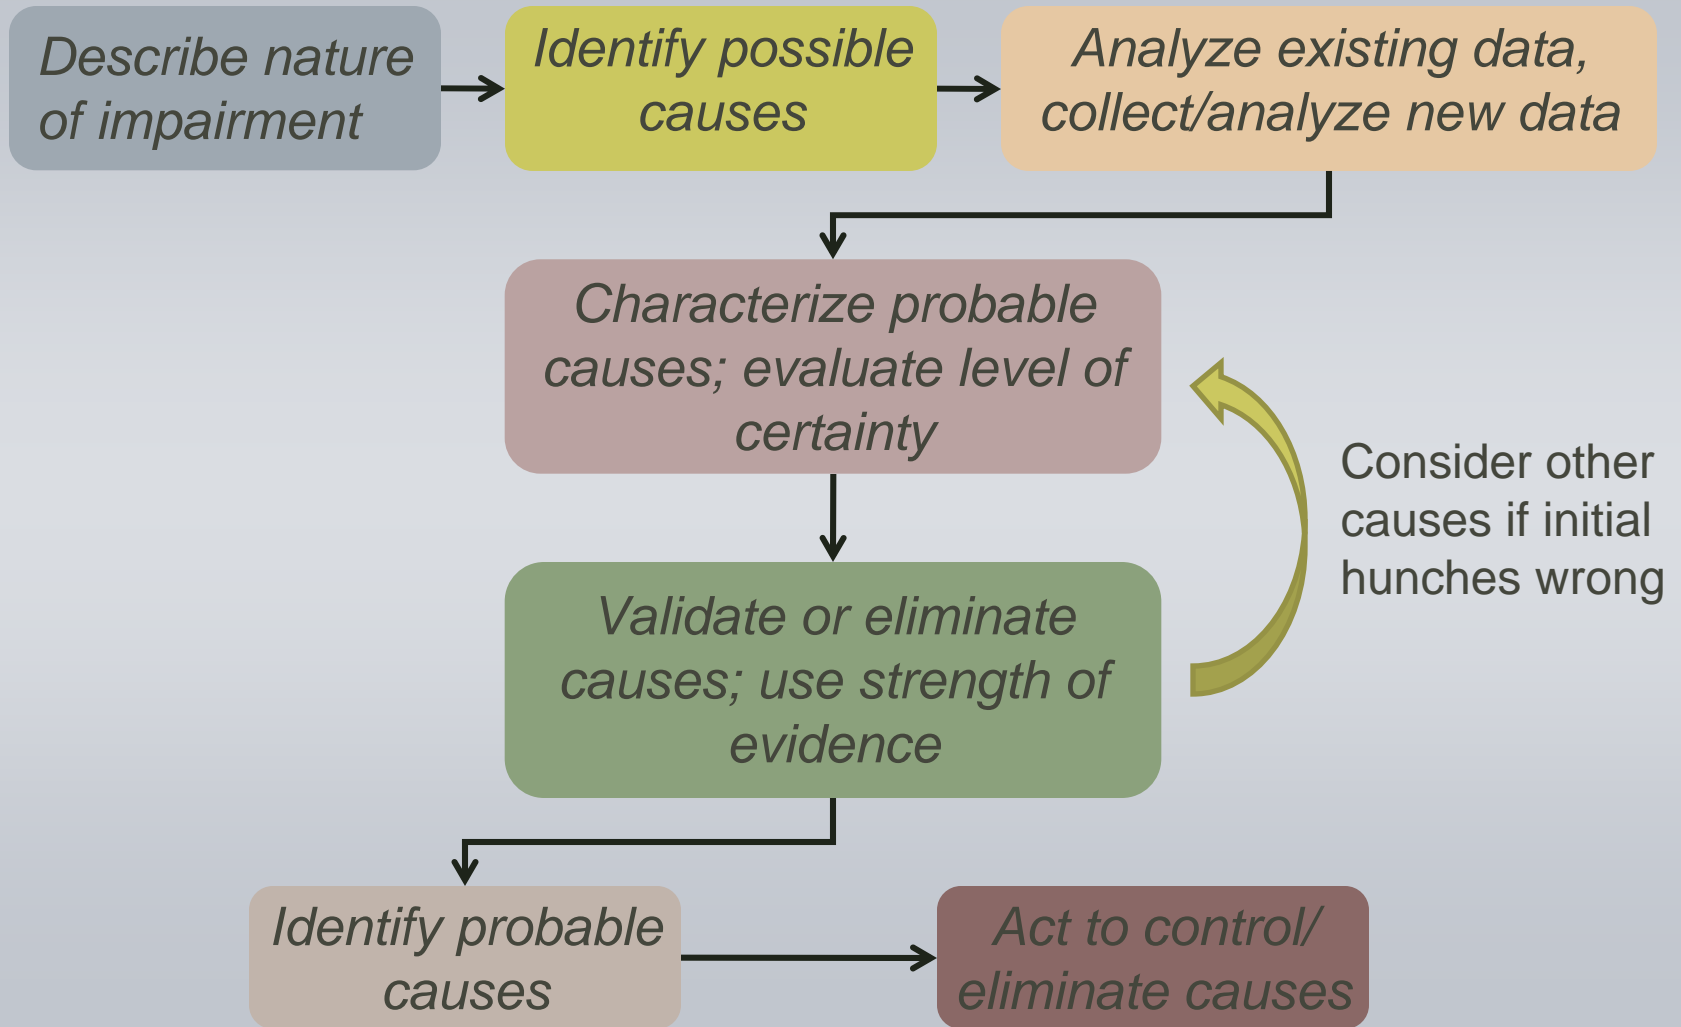 Describe nature
of impairment
Identify possible
causes
Analyze existing data,
collect/analyze new data
Characterize probable
causes; evaluate level of
certainty
Consider other
causes if initial
hunches wrong
Validate or eliminate
causes; use strength of
evidence
Identify probable
causes
Act to control/
eliminate causes